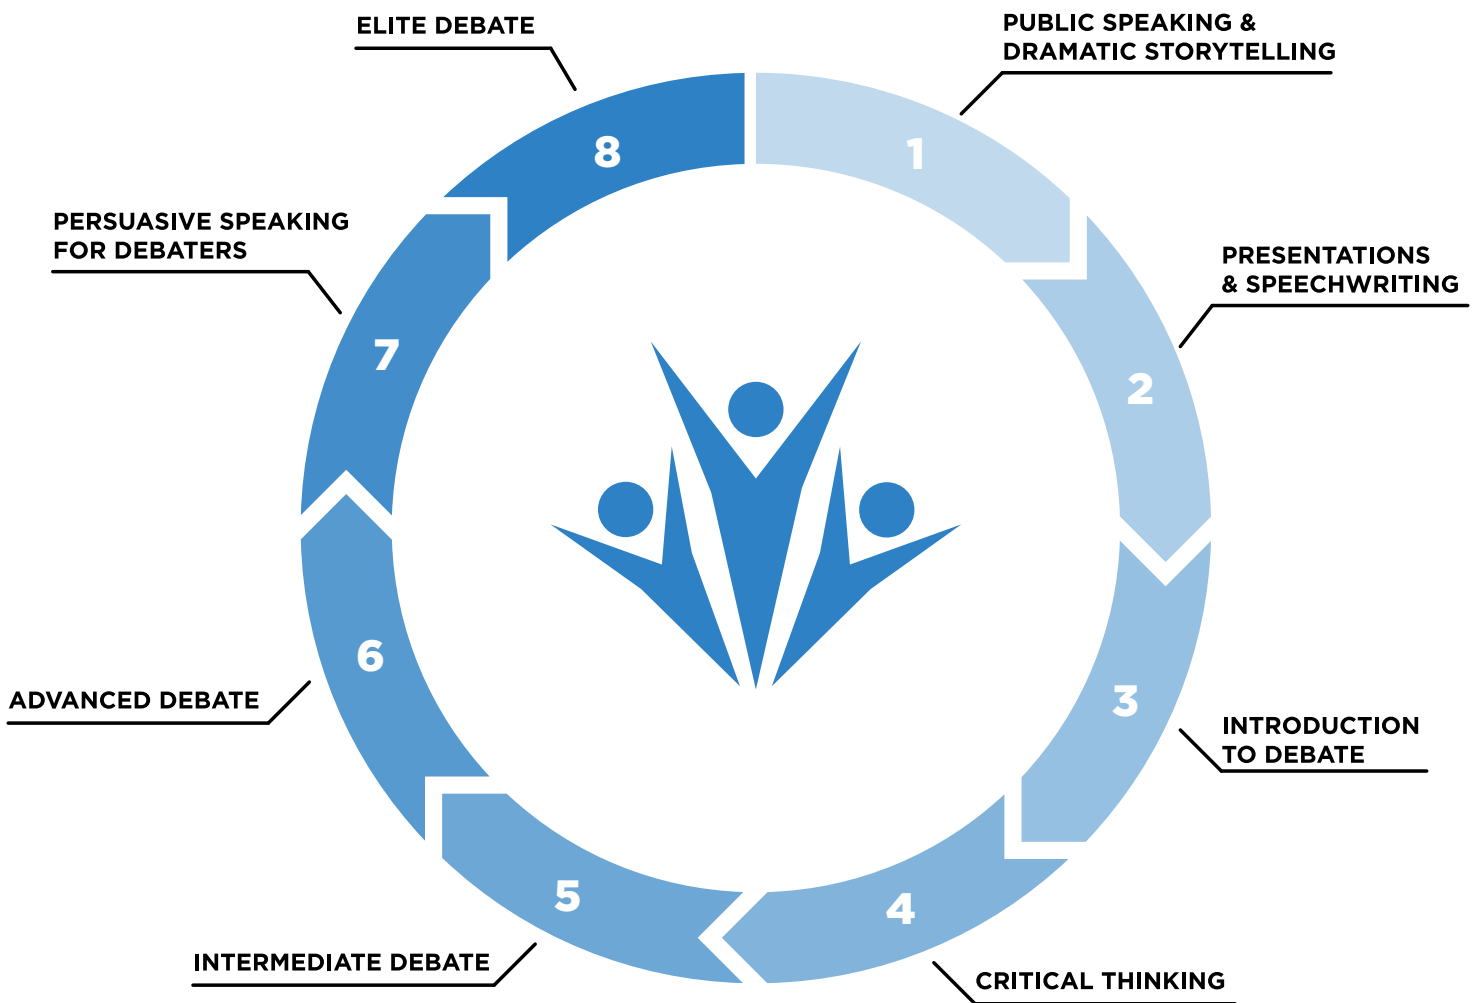 PUBLIC SPEAKING &
DRAMATIC STORYTELLING
1
PRESENTATIONS
& SPEECHWRITING
2
INTRODUCTION
TO DEBATE
3
CRITICAL THINKING
4
INTERMEDIATE DEBATE
5
ADVANCED DEBATE
6
PERSUASIVE SPEAKING
FOR DEBATERS
7
ELITE DEBATE
8